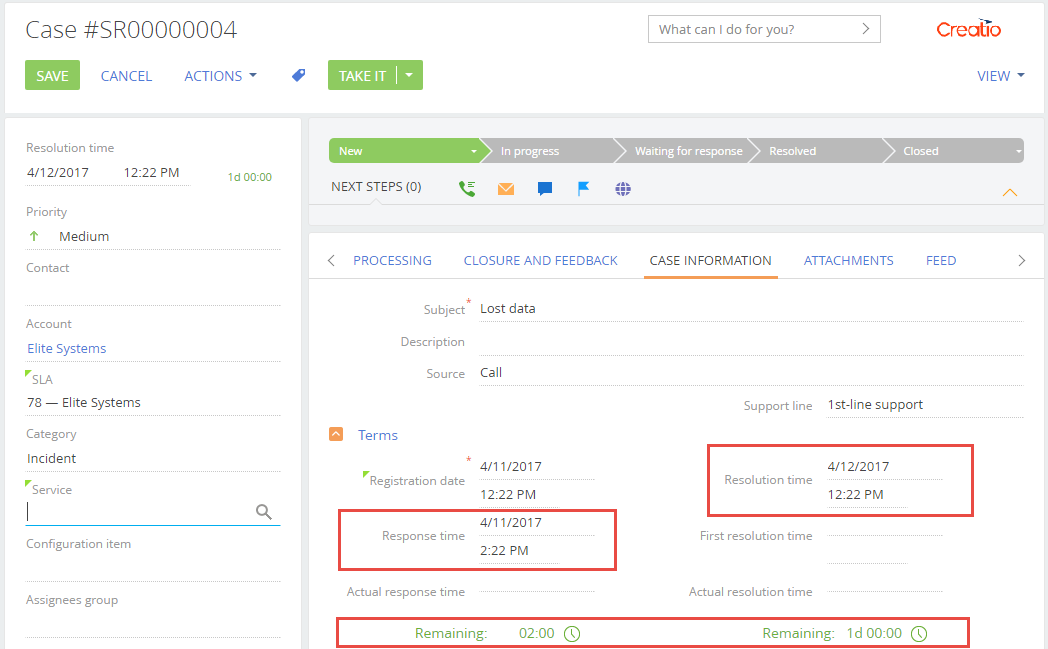 Case #SR00000004
What can I do for you?
Creatio
SAVE CANCEL ACTIONS TAKE IT VIEW
Resolution time
4/12/2017 12:22 PM 1d 00:00
Priority
Medium
Contact
Account
Elite Systems
SLA
78 — Elite Systems
Category
Incident
Service
Configuration item
Assignees group
New In progress Waiting for response Resolved Closed
NEXT STEPS (0)
PROCESSING CLOSURE AND FEEDBACK CASE INFORMATION ATTACHMENTS FEED
Subject* Lost data
Description
Source Call
Support line 1st-line support
Terms
Registration date* 4/11/2017
12:22 PM
Resolution time 4/12/2017
12:22 PM
Response time 4/11/2017
2:22 PM
First resolution time
Actual response time
Actual resolution time
Remaining: 02:00
Remaining: 1d 00:00